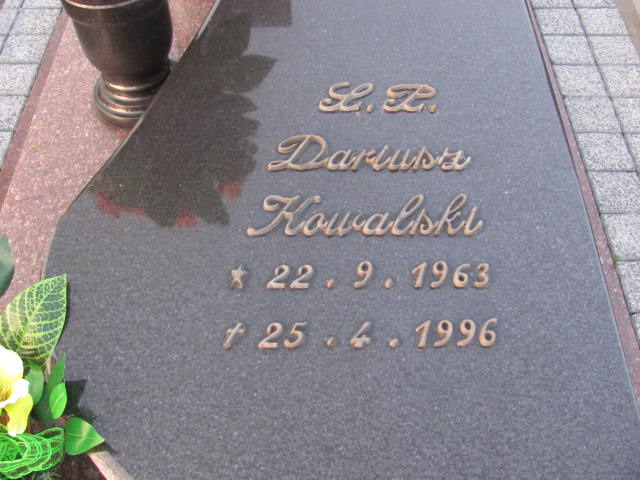 Ś. P.
Dariusz
Kowalski
* 22. 9. 1963
† 25. 4. 1996